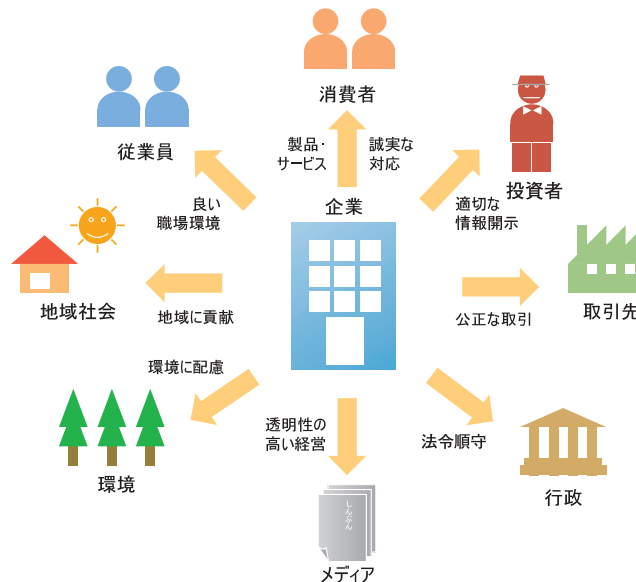 消費者
従業員
製品・
サービス
誠実な
対応
投資者
良い
職場環境
企業
適切な
情報開示
地域社会
地域に貢献
公正な取引
取引先
環境に配慮
透明性の
高い経営
法令順守
環境
行政
しんぶん
メディア